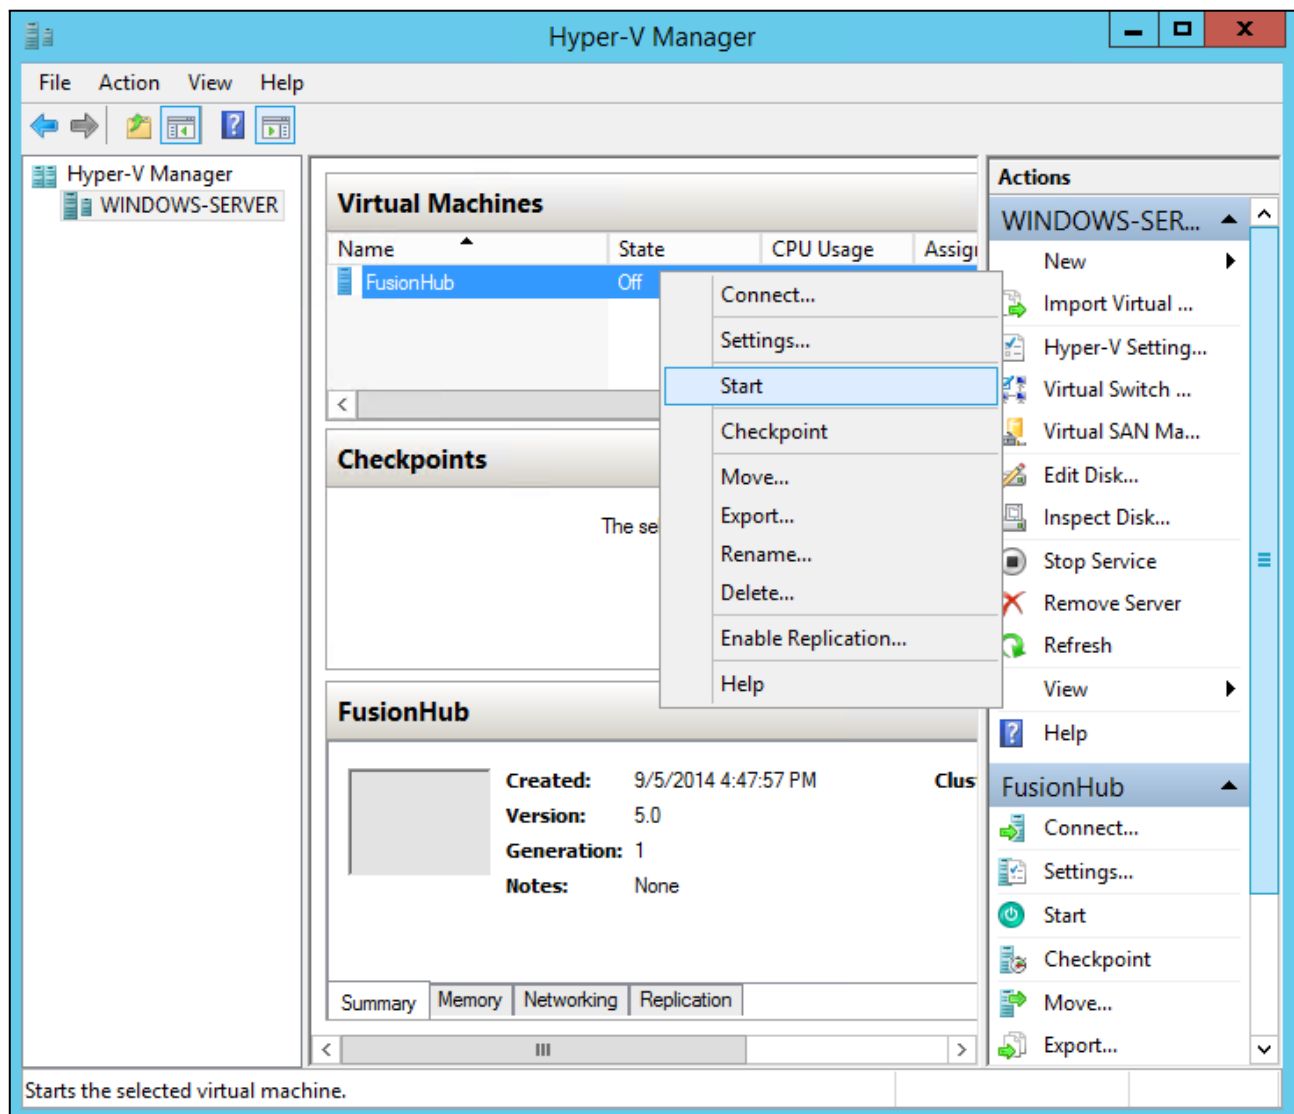 Hyper-V Manager
File Action View Help
Hyper-V Manager
WINDOWS-SERVER
Virtual Machines
Name State CPU Usage Assig
FusionHub Off
Connect...
Settings...
Start
Checkpoint
Move...
Export...
Rename...
Delete...
Enable Replication...
Help
Checkpoints
The se
FusionHub
Created: 9/5/2014 4:47:57 PM Clus
Version: 5.0
Generation: 1
Notes: None
Summary Memory Networking Replication
Actions
WINDOWS-SER...
New
Import Virtual ...
Hyper-V Setting...
Virtual Switch ...
Virtual SAN Ma...
Edit Disk...
Inspect Disk...
Stop Service
Remove Server
Refresh
View
Help
FusionHub
Connect...
Settings...
Start
Checkpoint
Move...
Export...
Starts the selected virtual machine.